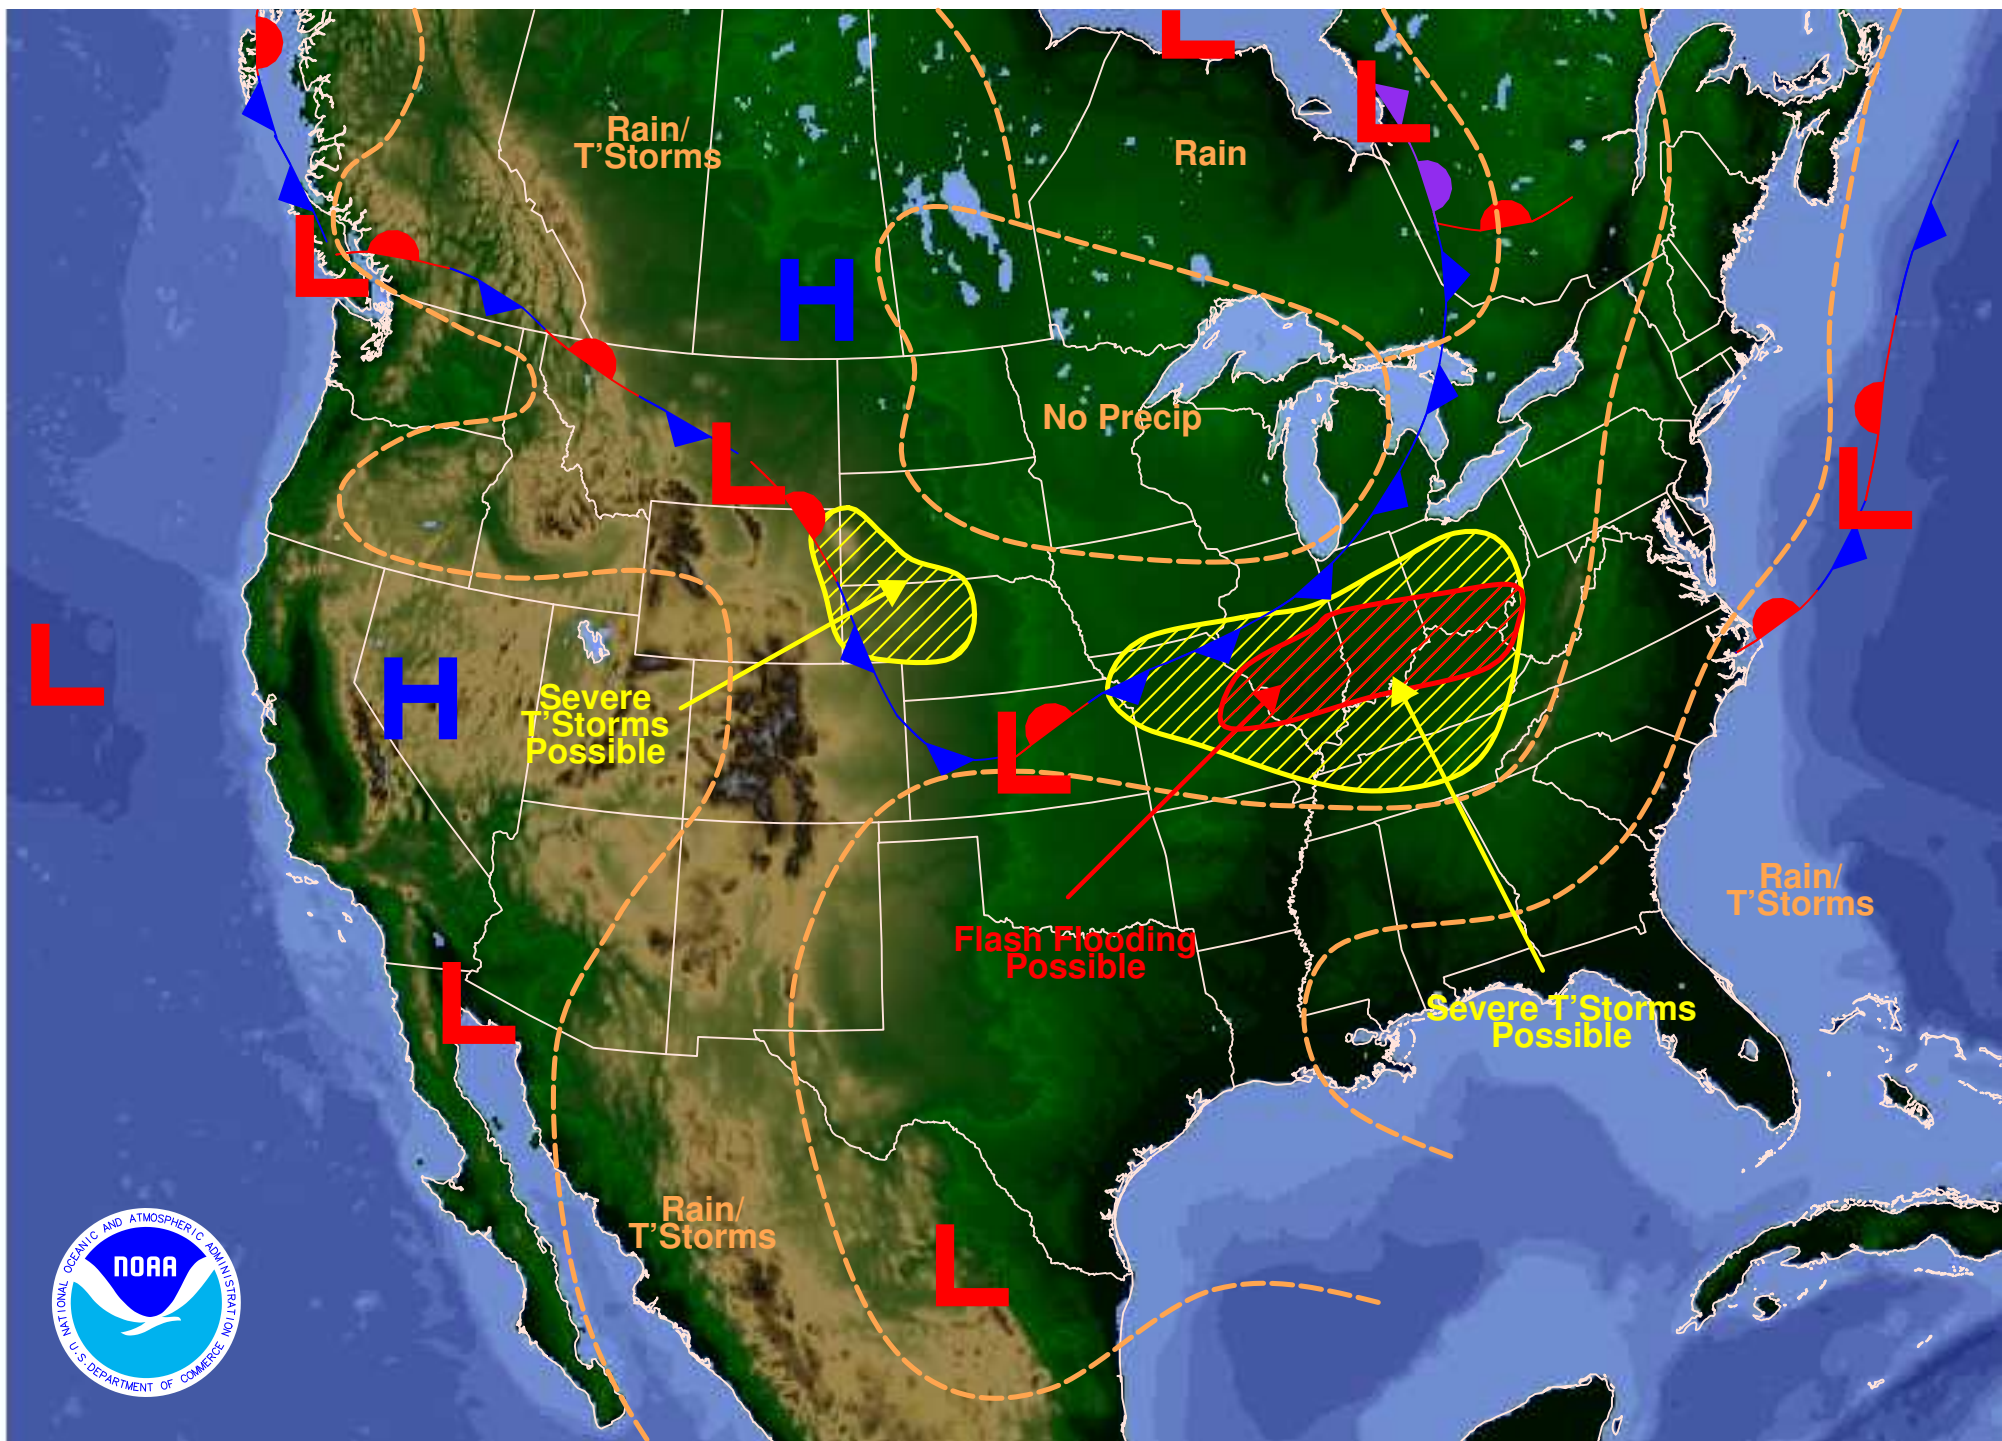 L
L
Rain/
T'Storms
Rain
L
H
No Precip
L
L
L
H
Severe
T'Storms
Possible
L
Rain/
T'Storms
Flash Flooding
Possible
L
Severe T'Storms
Possible
Rain/
T'Storms
L
NATIONAL OCEANIC AND ATMOSPHERIC ADMINISTRATION
NOAA
U.S. DEPARTMENT OF COMMERCE